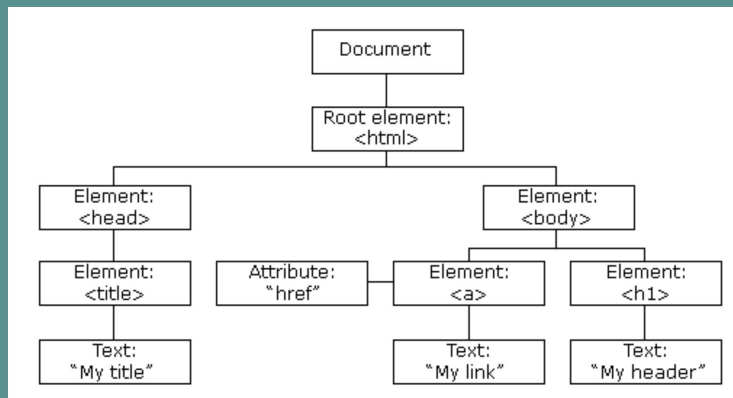 Document
Root element:
<html>
Element:
<head>
Element:
<body>
Element:
<title>
Attribute:
“href”
Element:
<a>
Element:
<h1>
Text:
“My title”
Text:
“My link”
Text:
“My header”